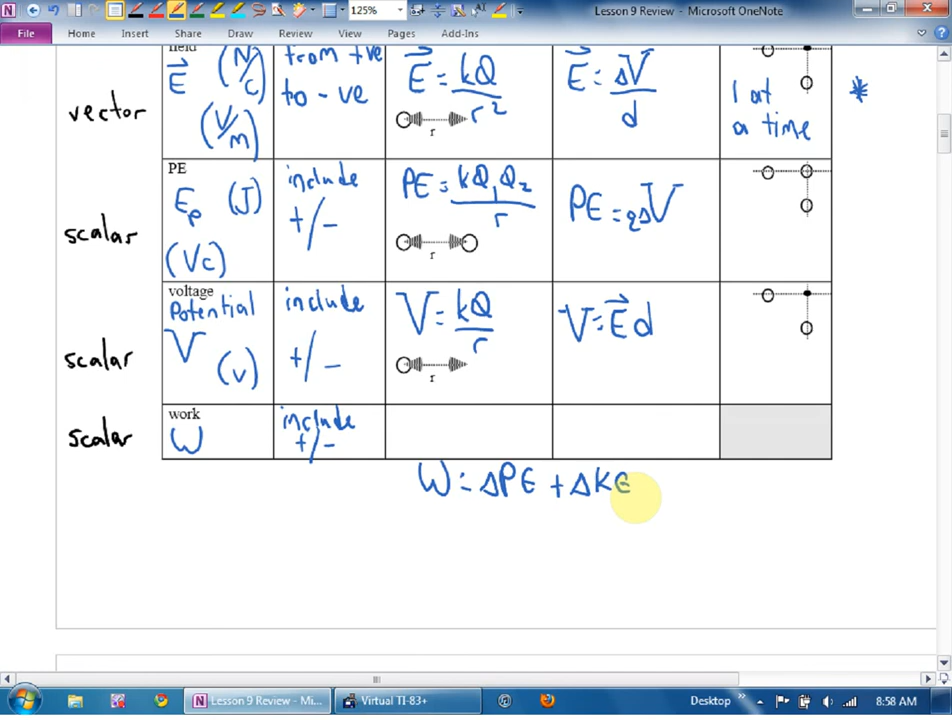 125%
Lesson 9 Review - Microsoft OneNote
File Home Insert Draw Review View Pages Add-Ins
vector
field
E⃗ (N/C)
(V/m)
from +ve
to - ve
E⃗ = kQ/r²
r
E⃗ = ΔV/d
1 at
a time
*
scalar
PE
Ep (J)
(VC)
include
+/-
PE = kQ₁Q₂/r
r
PE = qΔV
scalar
voltage
Potential
V (V)
include
+/-
V = kQ/r
r
V = E⃗ d
scalar
work
W
include
+/-
W = ΔPE + ΔKE
Lesson 9 Review - Mi...
Virtual TI-83+
Desktop
8:58 AM